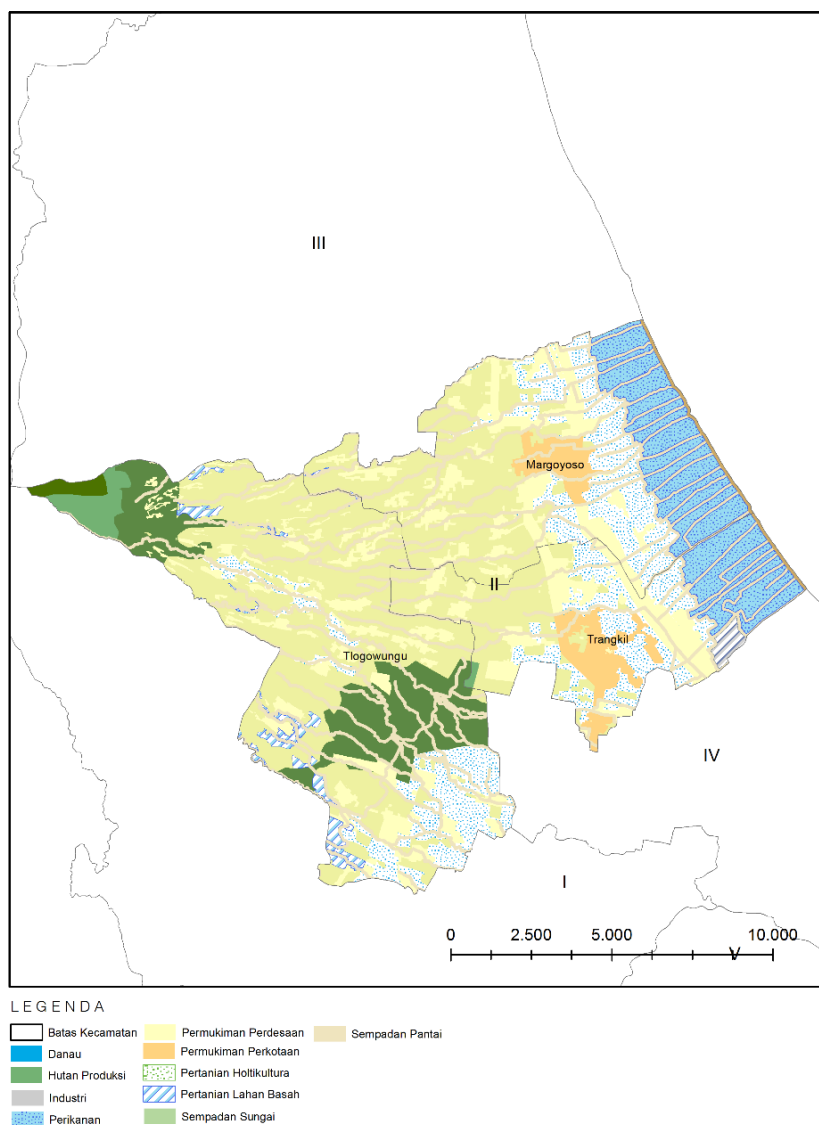 III
Margoyoso
II
Trangkil
Tlogowungu
IV
I
0 2.500 5.000 10.000
V
LEGENDA
Batas Kecamatan
Danau
Hutan Produksi
Industri
Perikanan
Permukiman Perdesaan
Permukiman Perkotaan
Pertanian Holtikultura
Pertanian Lahan Basah
Sempadan Sungai
Sempadan Pantai